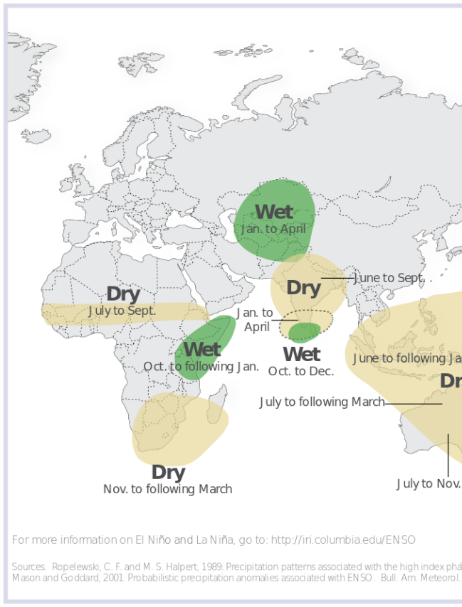 Wet
Jan. to April
Dry
June to Sept.
Dry
July to Sept.
Jan. to
April
Wet
Oct. to following Jan.
Wet
Oct. to Dec.
June to following Ja
Dr
July to following March
Dry
Nov. to following March
July to Nov.
For more information on El Niño and La Niña, go to: http://iri.columbia.edu/ENSO
Sources. Ropelewski, C. F. and M. S. Halpert, 1989: Precipitation patterns associated with the high index pha
Mason and Goddard, 2001. Probabilistic precipitation anomalies associated with ENSO. Bull. Am. Meteorol.